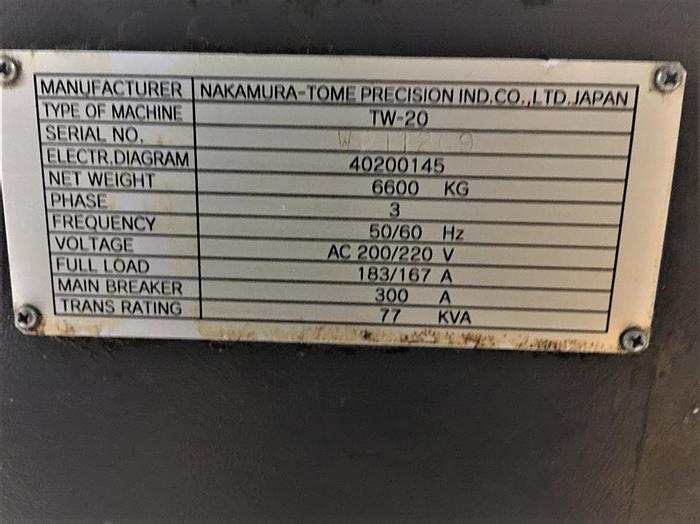 MANUFACTURER NAKAMURA-TOME PRECISION IND.CO.,LTD.JAPAN
TYPE OF MACHINE TW-20
SERIAL NO.
ELECTR.DIAGRAM 40200145
NET WEIGHT 6600 KG
PHASE 3
FREQUENCY 50/60 Hz
VOLTAGE AC 200/220 V
FULL LOAD 183/167 A
MAIN BREAKER 300 A
TRANS RATING 77 KVA